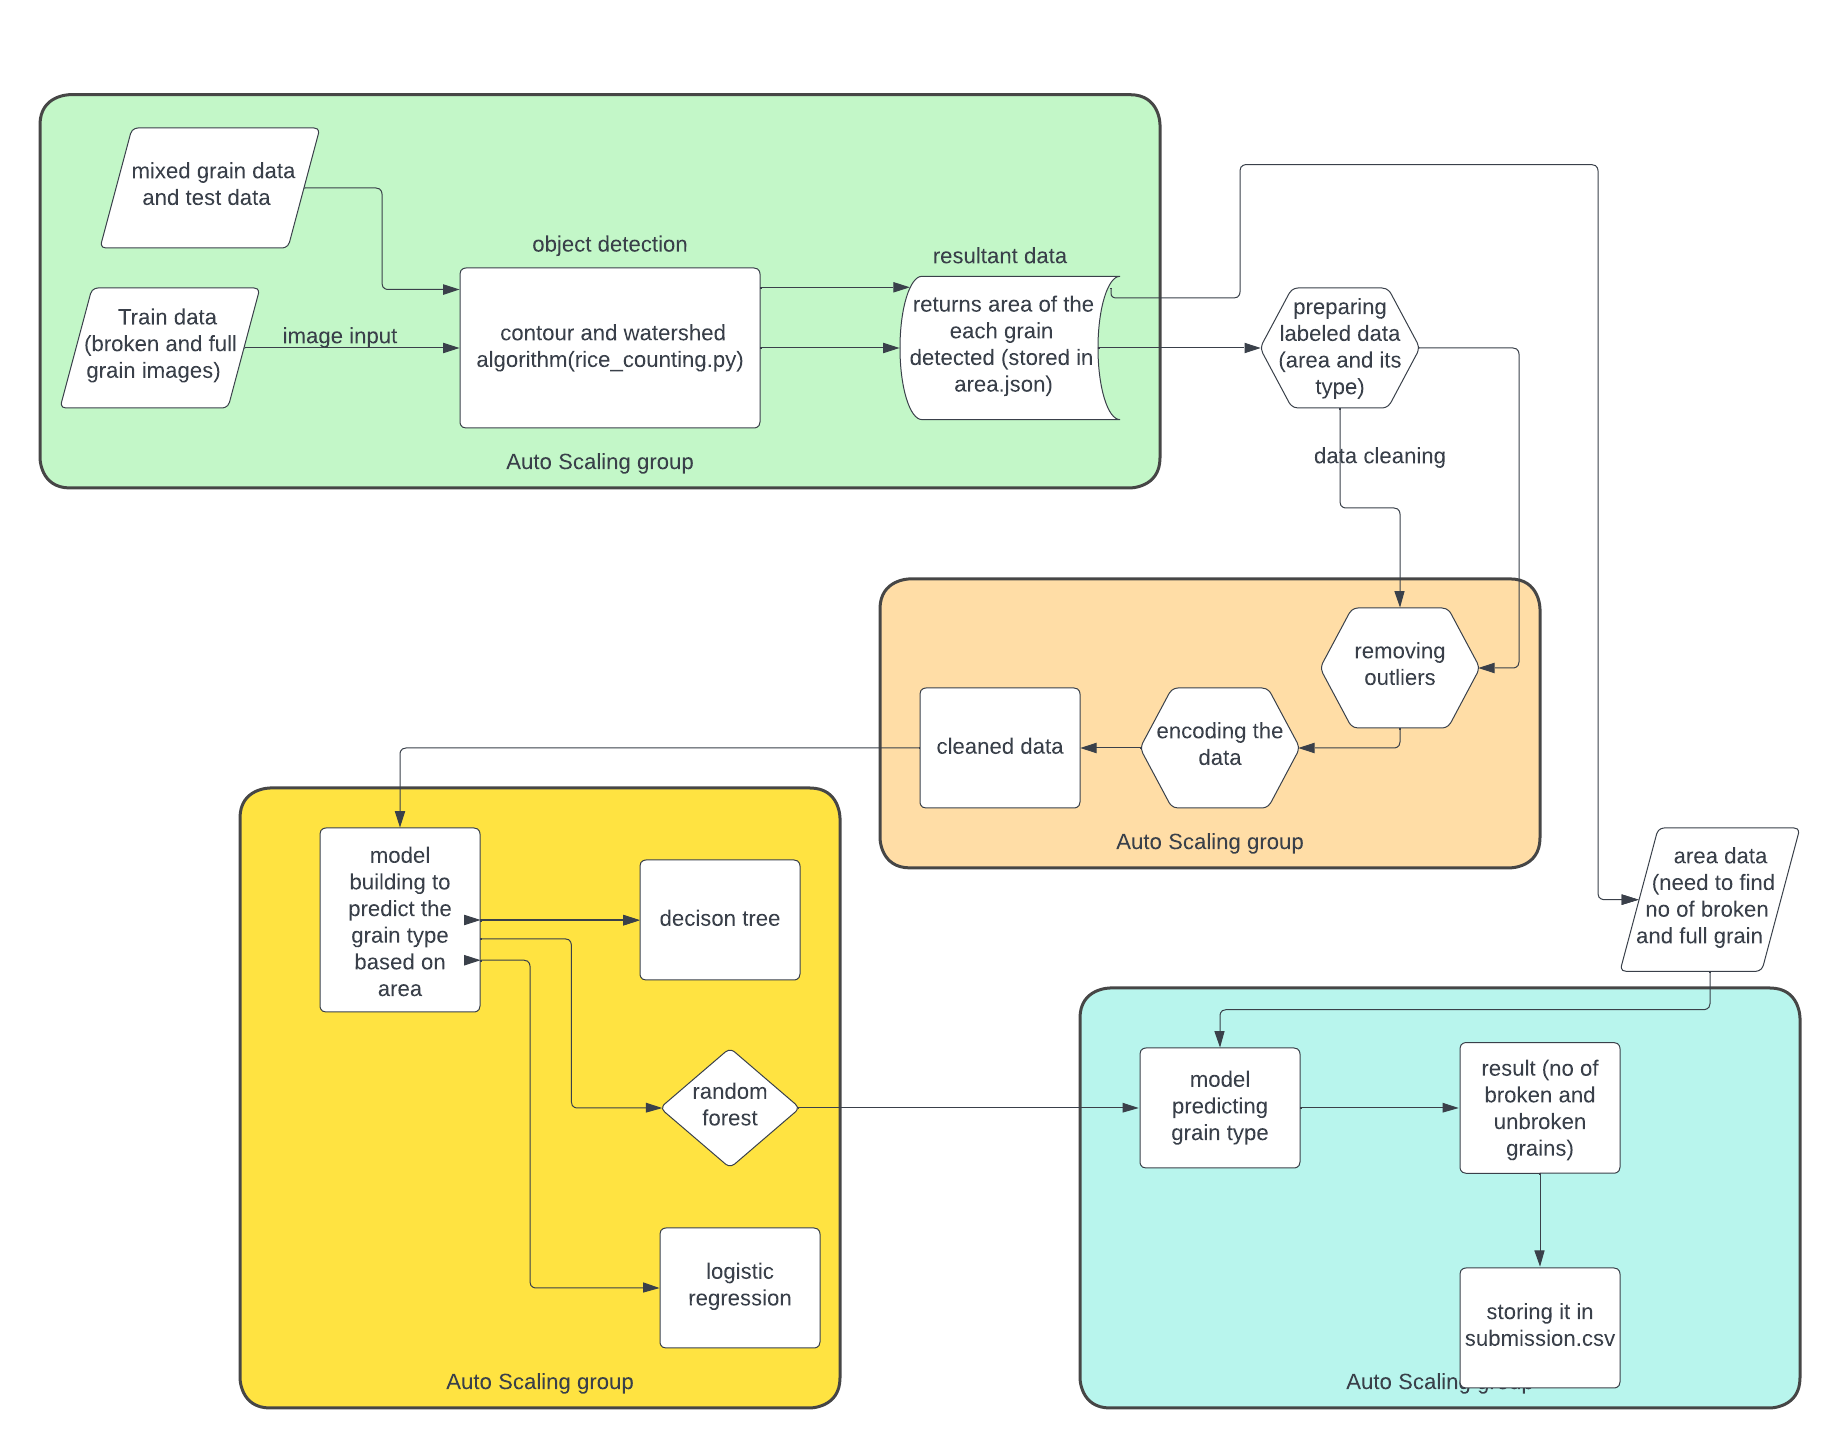 mixed grain data
and test data
Train data
(broken and full
grain images)
image input
object detection
contour and watershed
algorithm(rice_counting.py)
resultant data
returns area of the
each grain
detected (stored in
area.json)
Auto Scaling group
preparing
labeled data
(area and its
type)
data cleaning
removing
outliers
encoding the
data
cleaned data
Auto Scaling group
model
building to
predict the
grain type
based on
area
decison tree
random
forest
logistic
regression
Auto Scaling group
area data
(need to find
no of broken
and full grain
model
predicting
grain type
result (no of
broken and
unbroken
grains)
storing it in
submission.csv
Auto Scaling group